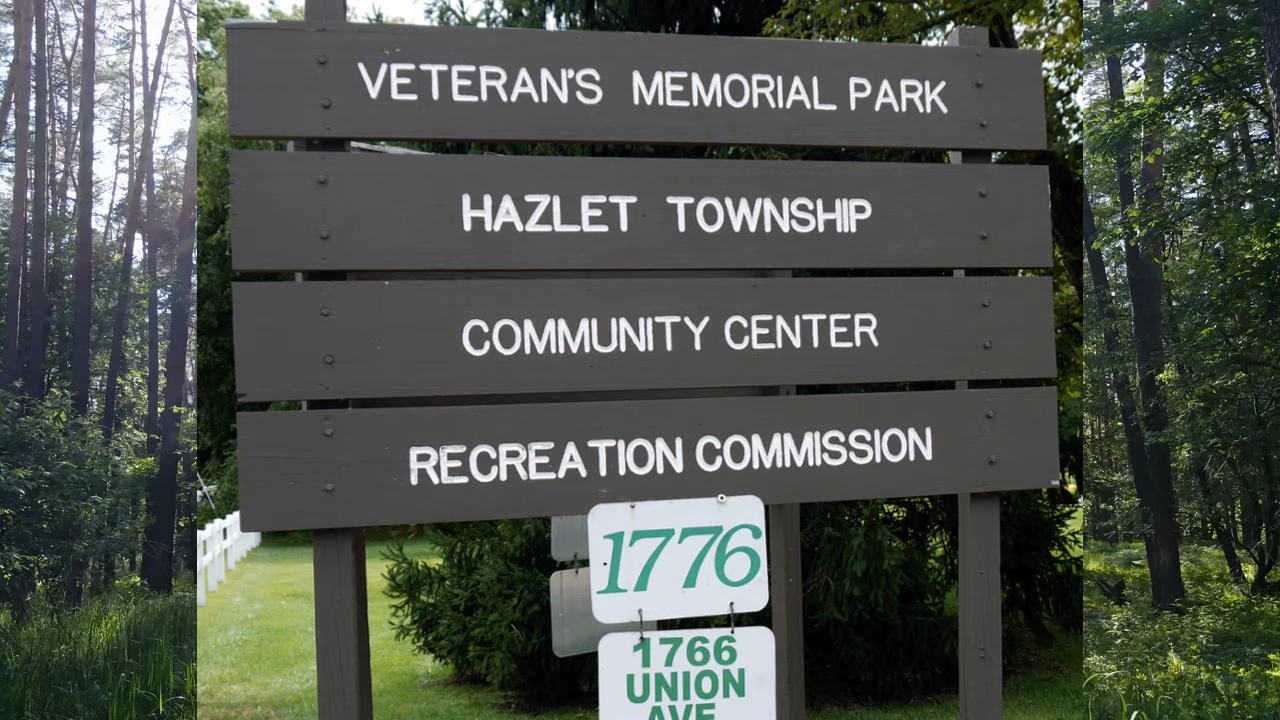 VETERAN'S MEMORIAL PARK
HAZLET TOWNSHIP
COMMUNITY CENTER
RECREATION COMMISSION
1776
1766
UNION
AVE